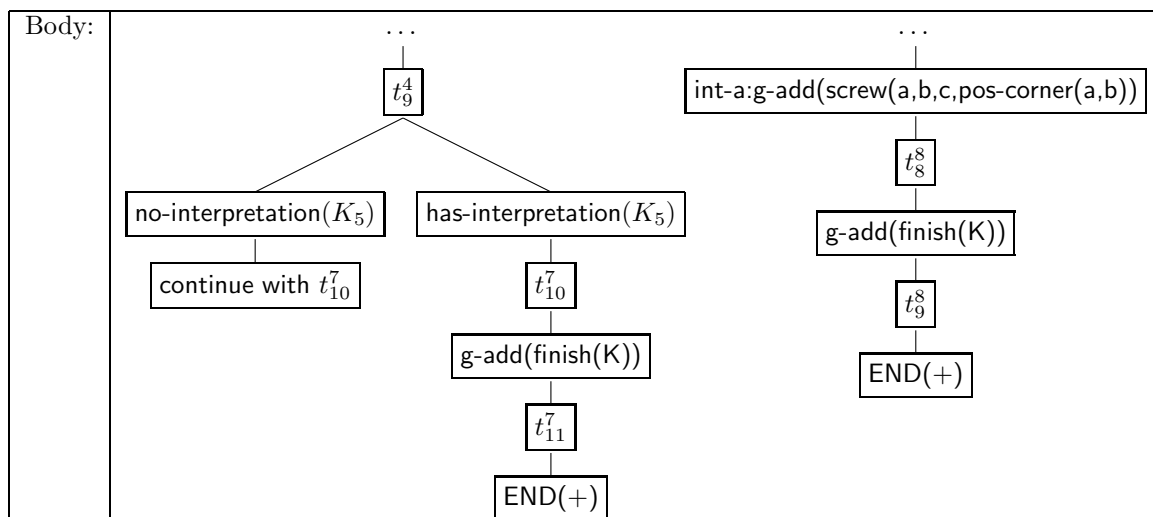 Body:
...
t_9^4
no-interpretation(K_5)
continue with t_10^7
has-interpretation(K_5)
t_10^7
g-add(finish(K))
t_11^7
END(+)
...
int-a:g-add(screw(a,b,c,pos-corner(a,b))
t_8^8
g-add(finish(K))
t_9^8
END(+)